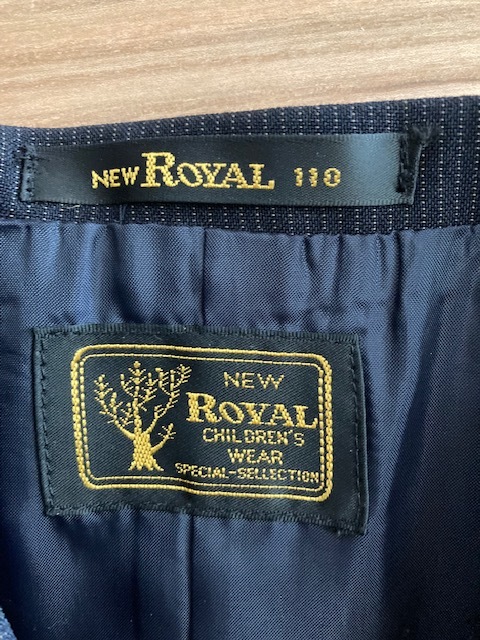 NEW ROYAL 110
NEW
ROYAL
CHILDREN'S
WEAR
SPECIAL-SELLECTION